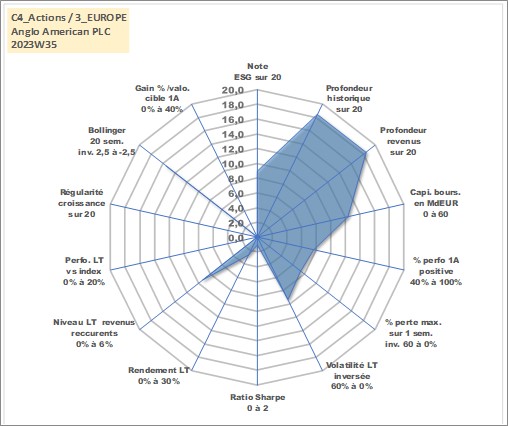 C4_Actions / 3_EUROPE
Anglo American PLC
2023W35
Note
ESG sur 20
Profondeur
historique
sur 20
Profondeur
revenus
sur 20
Capi. bours.
en MdEUR
0 à 60
% perfo 1A
positive
40% à 100%
% perte max.
sur 1 sem.
inv. 60 à 0%
Volatilité LT
inversée
60% à 0%
Ratio Sharpe
0 à 2
Rendement LT
0% à 30%
Niveau LT revenus
reccurents
0% à 6%
Perfo. LT
vs index
0% à 20%
Régularité
croissance
sur 20
Bollinger
20 sem.
inv. 2,5 à -2,5
Gain % /valo.
cible 1A
0% à 40%
20,0
18,0
16,0
14,0
12,0
10,0
8,0
6,0
4,0
2,0
0,0